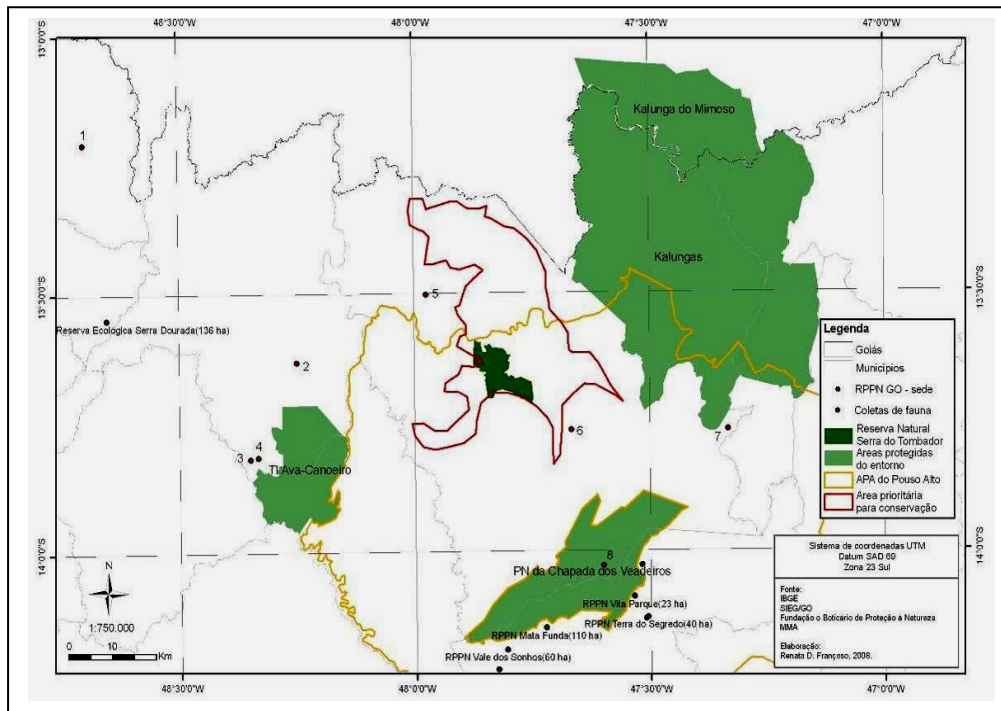 48°30'0"W
48°0'0"W
47°30'0"W
47°0'0"W
13°0'0"S
13°0'0"S
Kalunga do Mimoso
1
Kalungas
13°30'0"S
13°30'0"S
5
Reserva Ecológica Serra Dourada(136 ha)
2
6
7
4
3
TI Ava-Canoeiro
Legenda
Goiás
Municípios
RPPN GO - sede
Coletas de fauna
Reserva Natural
Serra do Tombador
Areas protegidas
do entorno
APA do Pouso Alto
Area prioritária
para conservação
14°0'0"S
14°0'0"S
8
PN da Chapada dos Veadeiros
RPPN Vita Parque(23 ha)
RPPN Terra do Segredo(40 ha)
RPPN Mata Funda(110 ha)
RPPN Vale dos Sonhos(60 ha)
N
1:750.000
0 5 10 20
Km
Sistema de coordenadas UTM
Datum SAD 69
Zona 23 Sul
Fonte:
IBGE
SIEG/GO
Fundação o Boticário de Proteção à Natureza
MMA
Elaboração:
Renata D. Françoso, 2008.
48°30'0"W
48°0'0"W
47°30'0"W
47°0'0"W